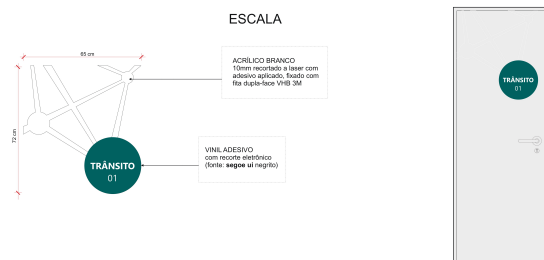 ESCALA
65 cm
72 cm
ACRÍLICO BRANCO
10mm recortado a laser com
adesivo aplicado, fixado com
fita dupla-face VHB 3M
VINIL ADESIVO
com recorte eletrônico
(fonte: segoe ui negrito)
TRÂNSITO
01
TRÂNSITO
01